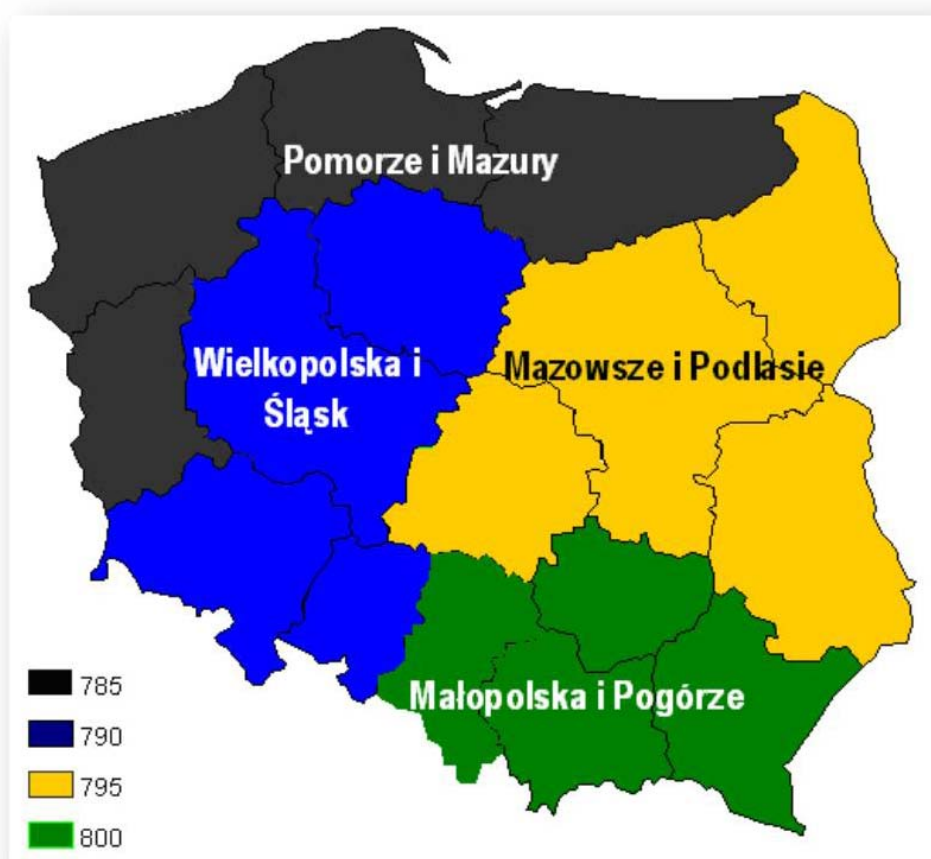 Pomorze i Mazury
Wielkopolska i
Śląsk
Mazowsze i Podlasie
Małopolska i Pogórze
785
790
795
800